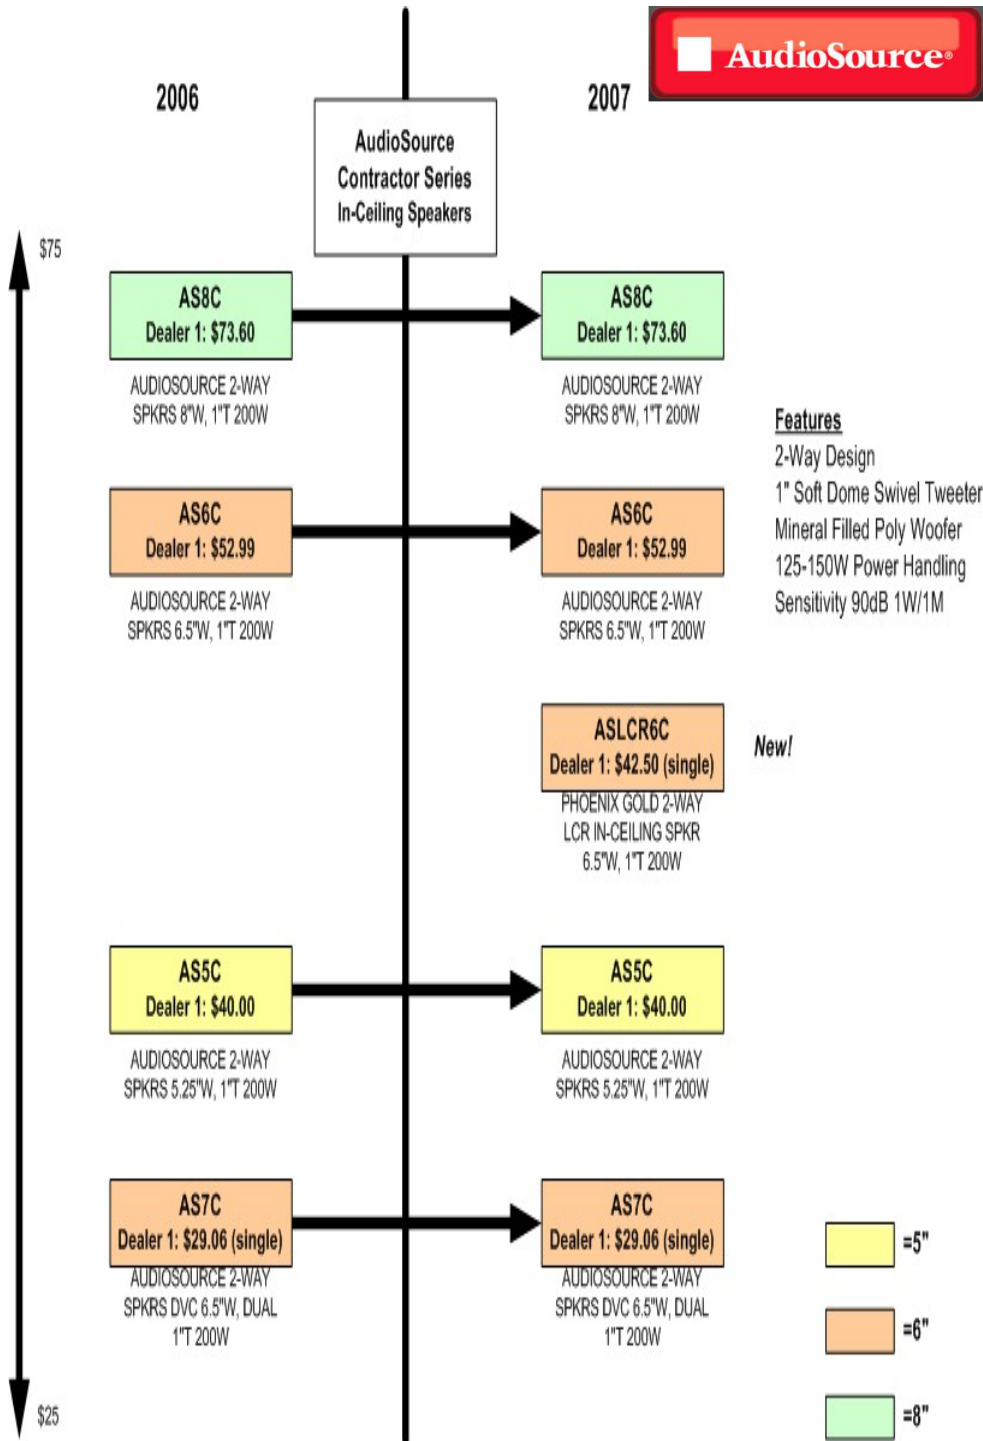 AudioSource®
2006
2007
AudioSource
Contractor Series
In-Ceiling Speakers
$75
AS8C
Dealer 1: $73.60
AUDIOSOURCE 2-WAY
SPKRS 8"W, 1"T 200W
AS8C
Dealer 1: $73.60
AUDIOSOURCE 2-WAY
SPKRS 8"W, 1"T 200W
Features
2-Way Design
1" Soft Dome Swivel Tweeter
Mineral Filled Poly Woofer
125-150W Power Handling
Sensitivity 90dB 1W/1M
AS6C
Dealer 1: $52.99
AUDIOSOURCE 2-WAY
SPKRS 6.5"W, 1"T 200W
AS6C
Dealer 1: $52.99
AUDIOSOURCE 2-WAY
SPKRS 6.5"W, 1"T 200W
ASLCR6C
Dealer 1: $42.50 (single)
PHOENIX GOLD 2-WAY
LCR IN-CEILING SPKR
6.5"W, 1"T 200W
New!
AS5C
Dealer 1: $40.00
AUDIOSOURCE 2-WAY
SPKRS 5.25"W, 1"T 200W
AS5C
Dealer 1: $40.00
AUDIOSOURCE 2-WAY
SPKRS 5.25"W, 1"T 200W
AS7C
Dealer 1: $29.06 (single)
AUDIOSOURCE 2-WAY
SPKRS DVC 6.5"W, DUAL
1"T 200W
AS7C
Dealer 1: $29.06 (single)
AUDIOSOURCE 2-WAY
SPKRS DVC 6.5"W, DUAL
1"T 200W
=5"
=6"
=8"
$25